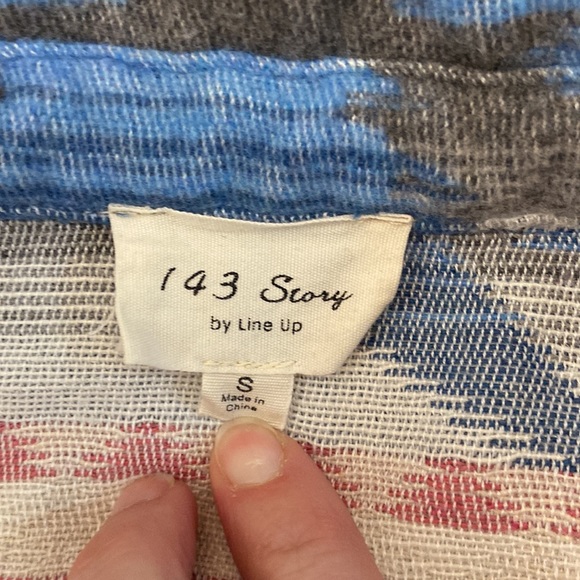 143 Story
by Line Up
S
Made in
China